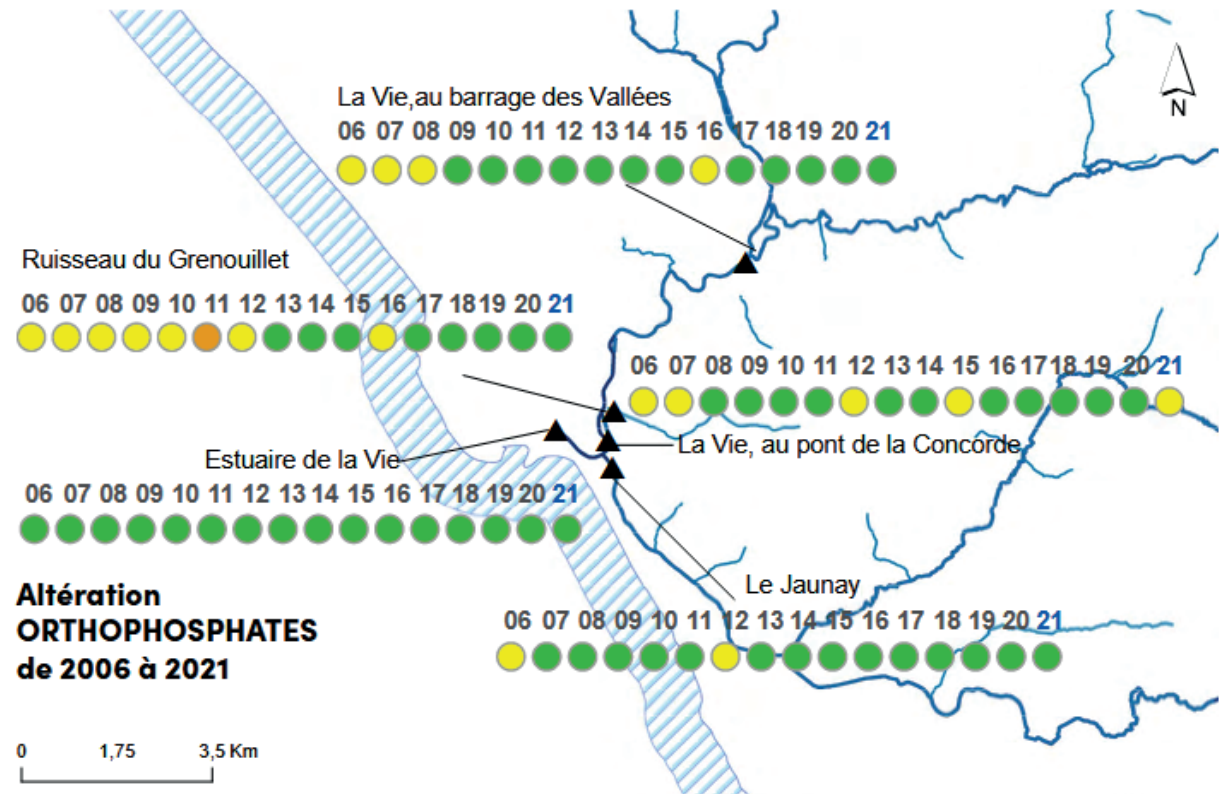 La Vie,au barrage des Vallées
06 07 08 09 10 11 12 13 14 15 16 17 18 19 20 21
N
Ruisseau du Grenouillet
06 07 08 09 10 11 12 13 14 15 16 17 18 19 20 21
06 07 08 09 10 11 12 13 14 15 16 17 18 19 20 21
La Vie, au pont de la Concorde
Estuaire de la Vie
06 07 08 09 10 11 12 13 14 15 16 17 18 19 20 21
Le Jaunay
06 07 08 09 10 11 12 13 14 15 16 17 18 19 20 21
Altération
ORTHOPHOSPHATES
de 2006 à 2021
0 1,75 3,5 Km